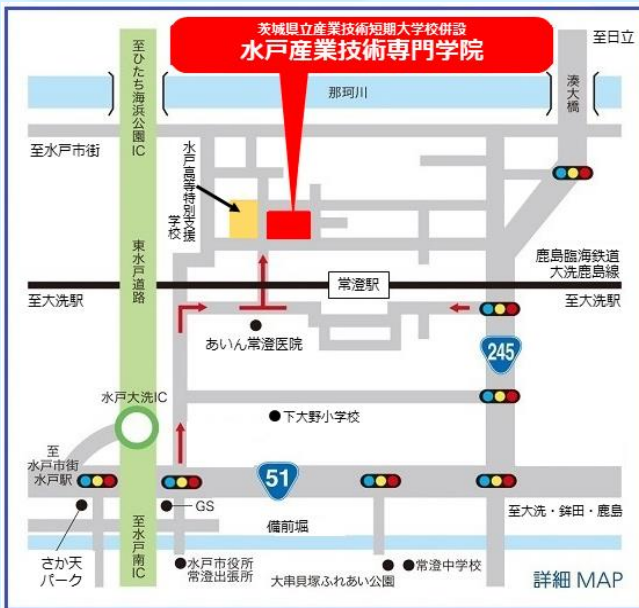 茨城県立産業技術短期大学校併設
水戸産業技術専門学院
至日立
至ひたち海浜公園IC
那珂川
湊大橋
至水戸市街
水戸高等特別支援
学校
東水戸道路
鹿島臨海鉄道
大洗鹿島線
常澄駅
至大洗駅
至大洗駅
あいん常澄医院
245
水戸大洗IC
下大野小学校
至
水戸市街
水戸駅
51
GS
至大洗・鉾田・鹿島
備前堀
さか天
パーク
至水戸南IC
水戸市役所
常澄出張所
大串貝塚ふれあい公園
常澄中学校
詳細 MAP